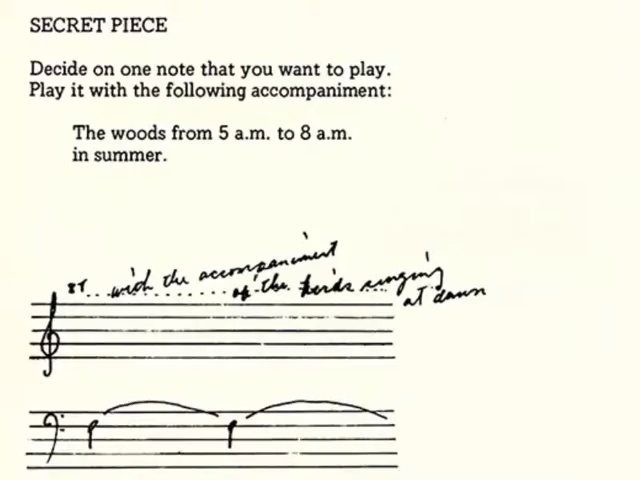 SECRET PIECE
Decide on one note that you want to play.
Play it with the following accompaniment:
The woods from 5 a.m. to 8 a.m.
in summer.
with the accompaniment
of the birds singing
at dawn